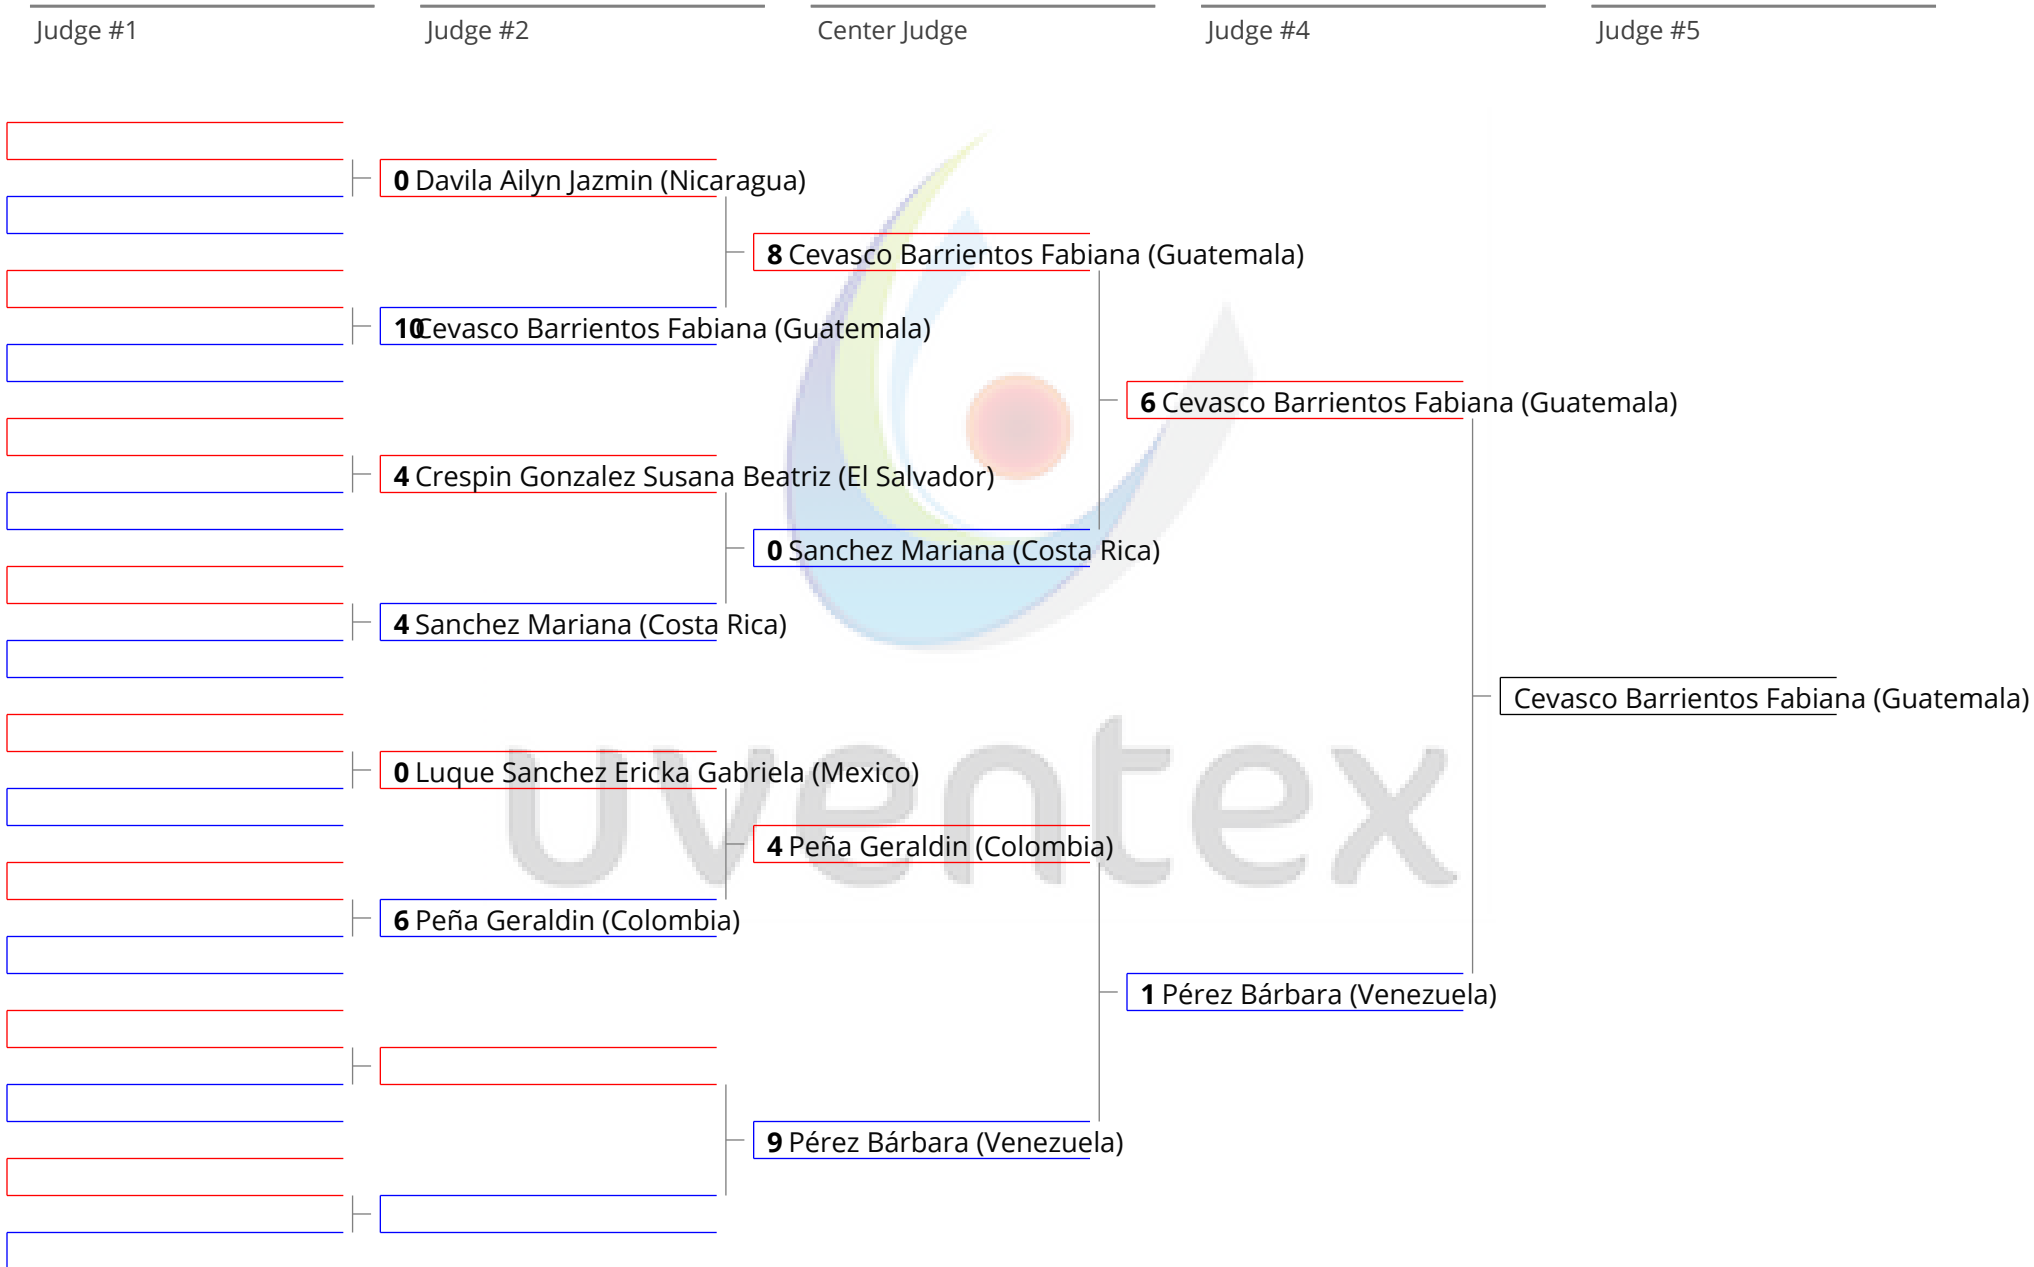 Judge #1 Judge #2 Center Judge Judge #4 Judge #5
0 Davila Ailyn Jazmin (Nicaragua)
8 Cevasco Barrientos Fabiana (Guatemala)
10 Cevasco Barrientos Fabiana (Guatemala)
6 Cevasco Barrientos Fabiana (Guatemala)
4 Crespin Gonzalez Susana Beatriz (El Salvador)
0 Sanchez Mariana (Costa Rica)
4 Sanchez Mariana (Costa Rica)
Cevasco Barrientos Fabiana (Guatemala)
0 Luque Sanchez Ericka Gabriela (Mexico)
uventex
4 Peña Geraldin (Colombia)
6 Peña Geraldin (Colombia)
1 Pérez Bárbara (Venezuela)
9 Pérez Bárbara (Venezuela)